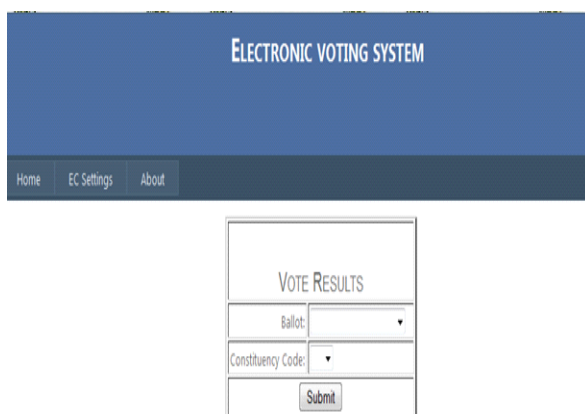 ELECTRONIC VOTING SYSTEM
Home EC Settings About
VOTE RESULTS
Ballot:
Constituency Code:
Submit